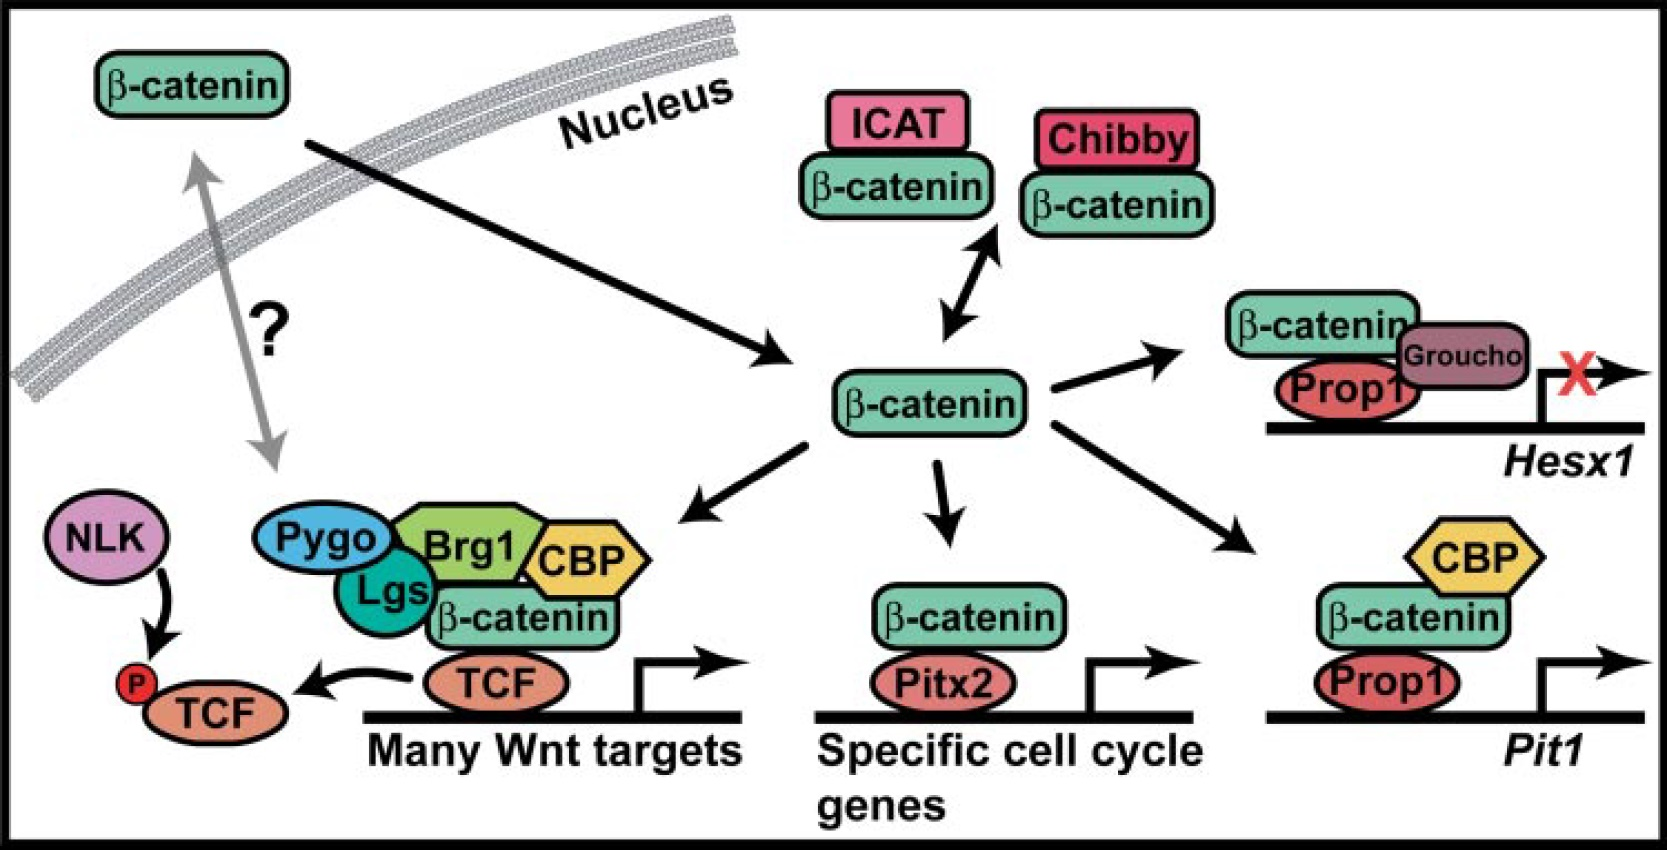 β-catenin
Nucleus
ICAT
β-catenin
Chibby
β-catenin
?
β-catenin
β-catenin
Groucho
Prop1
X
Hesx1
NLK
P
TCF
Pygo
Brg1
CBP
Lgs
β-catenin
TCF
Many Wnt targets
β-catenin
Pitx2
Specific cell cycle
genes
CBP
β-catenin
Prop1
Pit1